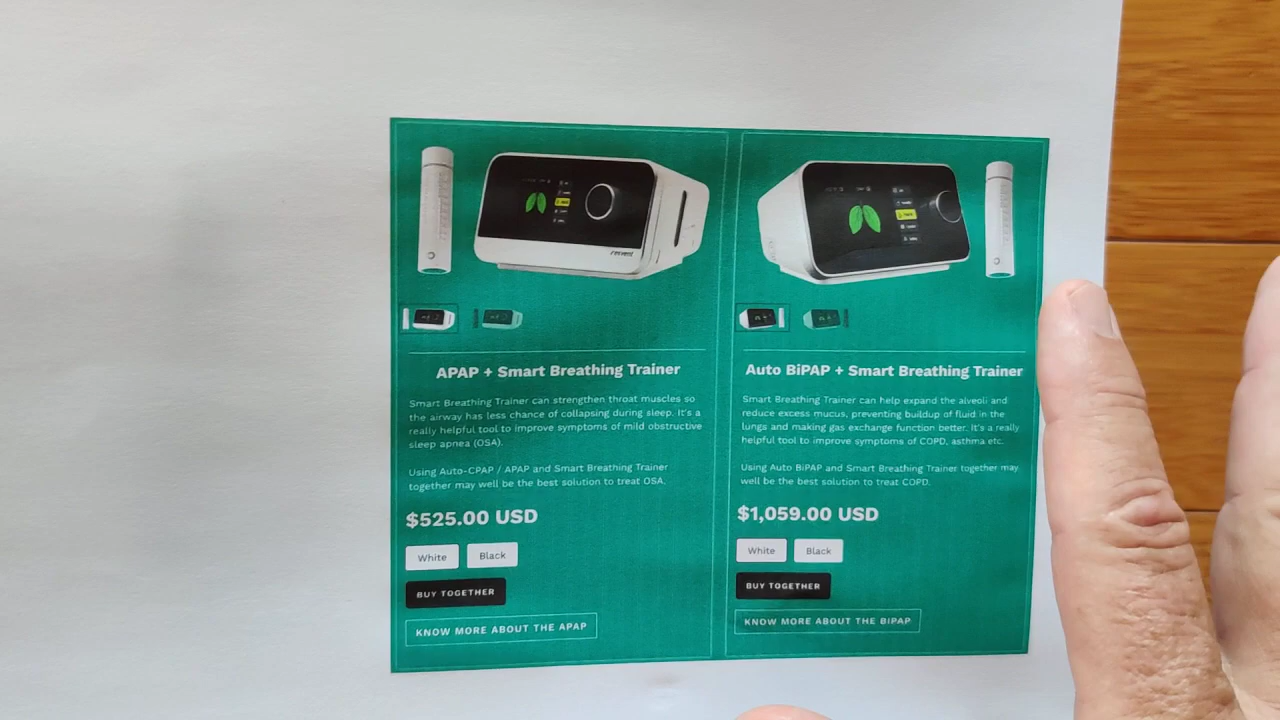 reevent
APAP + Smart Breathing Trainer
Smart Breathing Trainer can strengthen throat muscles so
the airway has less chance of collapsing during sleep. It's a
really helpful tool to improve symptoms of mild obstructive
sleep apnea (OSA).
Using Auto-CPAP / APAP and Smart Breathing Trainer
together may well be the best solution to treat OSA.
$525.00 USD
White
Black
BUY TOGETHER
KNOW MORE ABOUT THE APAP
Auto BiPAP + Smart Breathing Trainer
Smart Breathing Trainer can help expand the alveoli and
reduce excess mucus, preventing buildup of fluid in the
lungs and making gas exchange function better. It's a really
helpful tool to improve symptoms of COPD, asthma etc.
Using Auto BiPAP and Smart Breathing Trainer together may
well be the best solution to treat COPD.
$1,059.00 USD
White
Black
BUY TOGETHER
KNOW MORE ABOUT THE BIPAP